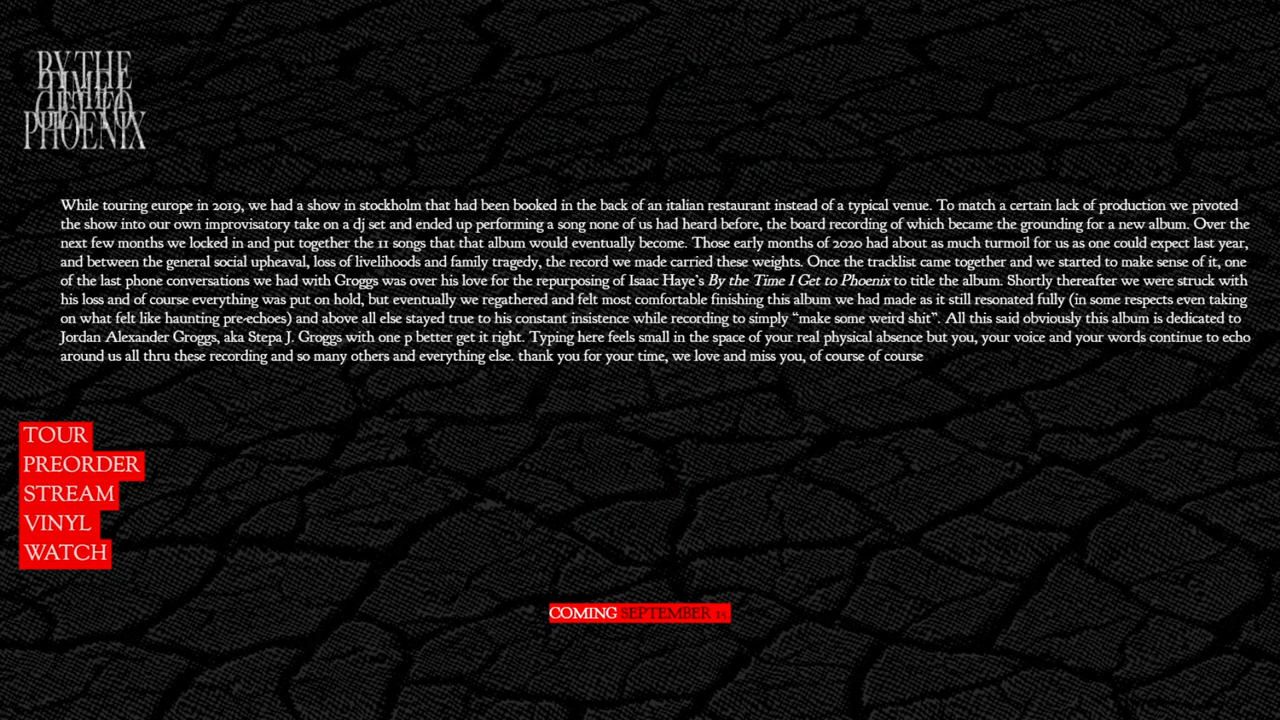 BY THE
TIME I
GET TO
PHOENIX
While touring europe in 2019, we had a show in stockholm that had been booked in the back of an italian restaurant instead of a typical venue. To match a certain lack of production we pivoted
the show into our own improvisatory take on a dj set and ended up performing a song none of us had heard before, the board recording of which became the grounding for a new album. Over the
next few months we locked in and put together the 11 songs that that album would eventually become. Those early months of 2020 had about as much turmoil for us as one could expect last year,
and between the general social upheaval, loss of livelihoods and family tragedy, the record we made carried these weights. Once the tracklist came together and we started to make sense of it, one
of the last phone conversations we had with Groggs was over his love for the repurposing of Isaac Haye's By the Time I Get to Phoenix to title the album. Shortly thereafter we were struck with
his loss and of course everything was put on hold, but eventually we regathered and felt most comfortable finishing this album we had made as it still resonated fully (in some respects even taking
on what felt like haunting pre-echoes) and above all else stayed true to his constant insistence while recording to simply “make some weird shit”. All this said obviously this album is dedicated to
Jordan Alexander Groggs, aka Stepa J. Groggs with one p better get it right. Typing here feels small in the space of your real physical absence but you, your voice and your words continue to echo
around us all thru these recording and so many others and everything else. thank you for your time, we love and miss you, of course of course
TOUR
PREORDER
STREAM
VINYL
WATCH
COMING SEPTEMBER 15